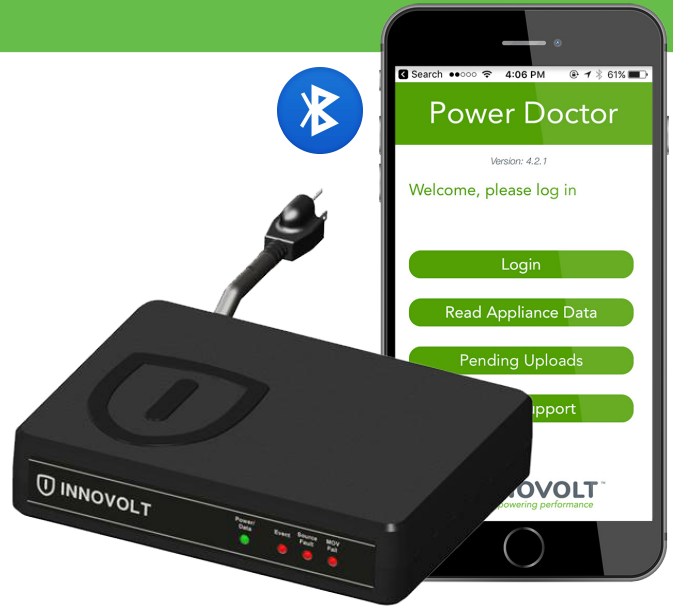 Search 4:06 PM 61%
Power Doctor
Version: 4.2.1
Welcome, please log in
Login
Read Appliance Data
Pending Uploads
pport
OVOLT™
powering performance
INNOVOLT
Power/
Data
Event
Source
Fault
MOV
Fail